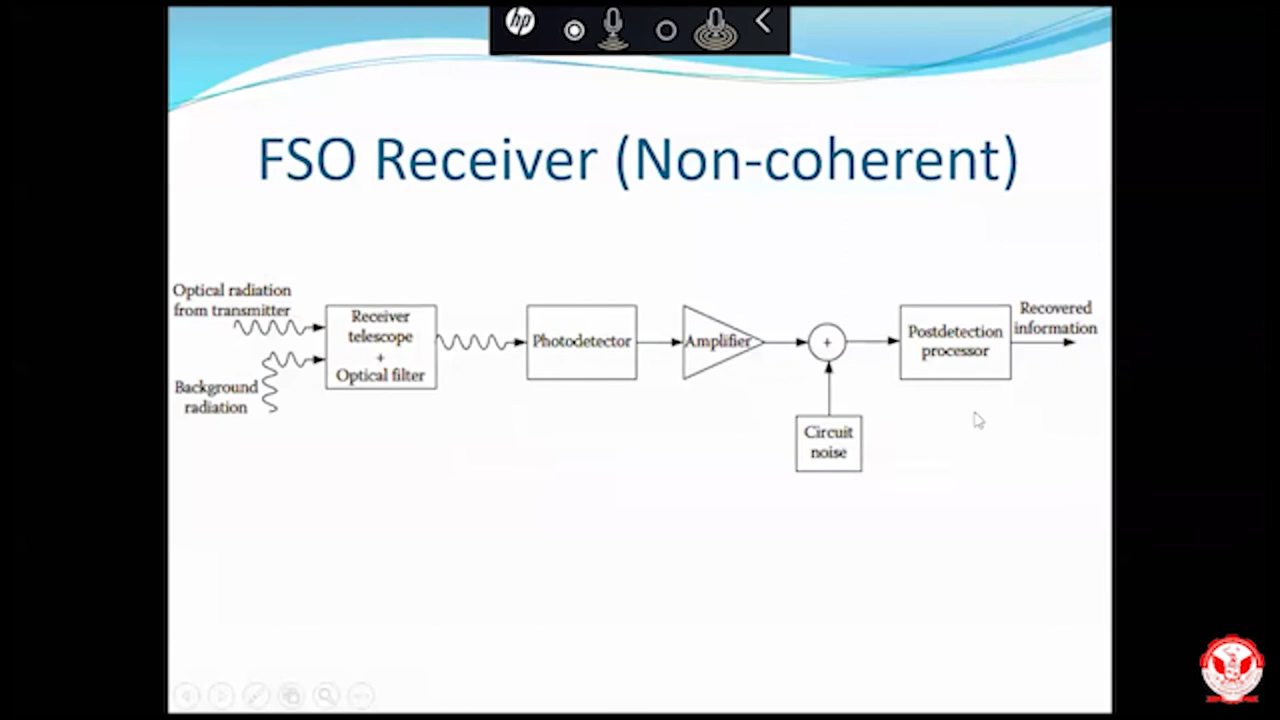 hp
FSO Receiver (Non-coherent)
Optical radiation
from transmitter
Background
radiation
Receiver
telescope
+
Optical filter
Photodetector
Amplifier
+
Circuit
noise
Postdetection
processor
Recovered
information